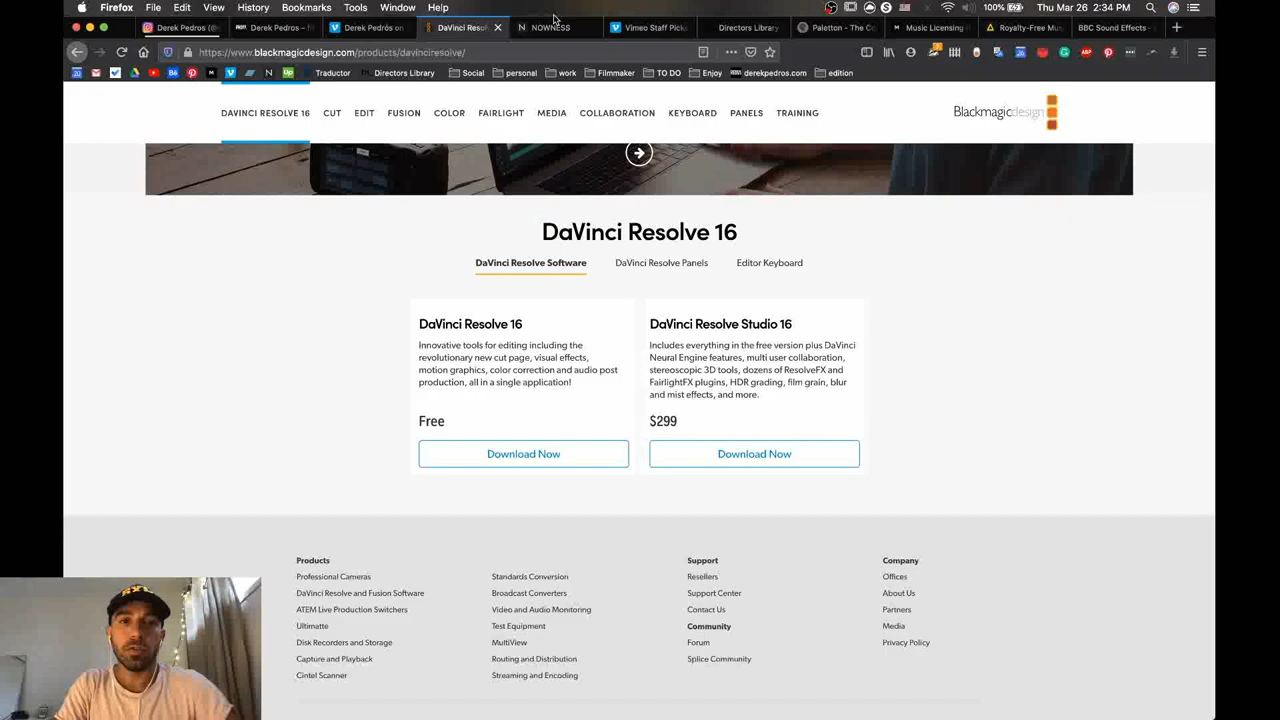 Firefox File Edit View History Bookmarks Tools Window Help 100% Thu Mar 26 2:34 PM
Derek Pedros (@ Derek Pedros – fi Derek Pedrós on DaVinci Resol NOWNESS Vimeo Staff Picks Directors Library Paletton - The Co Music Licensing Royalty-Free Mus BBC Sound Effects -
https://www.blackmagicdesign.com/products/davinciresolve/
Traductor Directors Library Social personal work Filmmaker TO DO Enjoy derekpedros.com edition
DAVINCI RESOLVE 16 CUT EDIT FUSION COLOR FAIRLIGHT MEDIA COLLABORATION KEYBOARD PANELS TRAINING
Blackmagicdesign
DaVinci Resolve 16
DaVinci Resolve Software DaVinci Resolve Panels Editor Keyboard
DaVinci Resolve 16
Innovative tools for editing including the
revolutionary new cut page, visual effects,
motion graphics, color correction and audio post
production, all in a single application!
Free
Download Now
DaVinci Resolve Studio 16
Includes everything in the free version plus DaVinci
Neural Engine features, multi user collaboration,
stereoscopic 3D tools, dozens of ResolveFX and
FairlightFX plugins, HDR grading, film grain, blur
and mist effects, and more.
$299
Download Now
Products
Professional Cameras
DaVinci Resolve and Fusion Software
ATEM Live Production Switchers
Ultimatte
Disk Recorders and Storage
Capture and Playback
Cintel Scanner
Standards Conversion
Broadcast Converters
Video and Audio Monitoring
Test Equipment
MultiView
Routing and Distribution
Streaming and Encoding
Support
Resellers
Support Center
Contact Us
Community
Forum
Splice Community
Company
Offices
About Us
Partners
Media
Privacy Policy